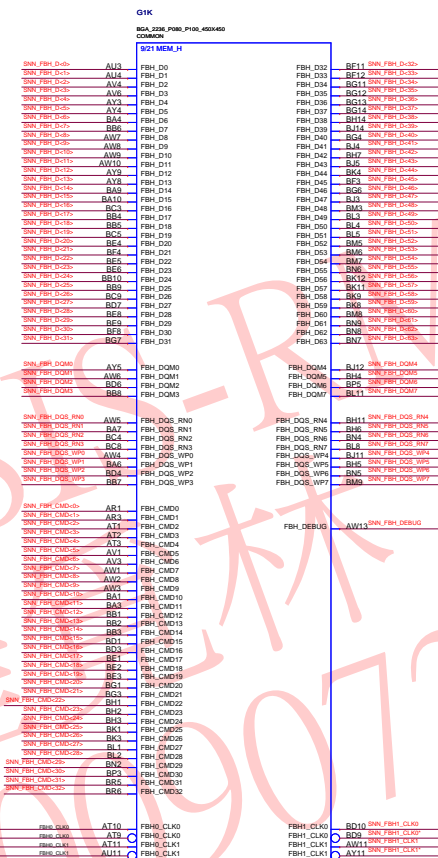 G1K
BGA_2236_P080_P100_450X450
COMMON
9/21 MEM_H
SNN_FBH_D<0> AU3 FBH_D0 FBH_D32 BF11 SNN_FBH_D<32>
SNN_FBH_D<1> AU4 FBH_D1 FBH_D33 BF12 SNN_FBH_D<33>
SNN_FBH_D<2> AV4 FBH_D2 FBH_D34 BG11 SNN_FBH_D<34>
SNN_FBH_D<3> AV6 FBH_D3 FBH_D35 BG12 SNN_FBH_D<35>
SNN_FBH_D<4> AY3 FBH_D4 FBH_D36 BG13 SNN_FBH_D<36>
SNN_FBH_D<5> AY4 FBH_D5 FBH_D37 BG14 SNN_FBH_D<37>
SNN_FBH_D<6> BA4 FBH_D6 FBH_D38 BH14 SNN_FBH_D<38>
SNN_FBH_D<7> BB6 FBH_D7 FBH_D39 BJ14 SNN_FBH_D<39>
SNN_FBH_D<8> AW7 FBH_D8 FBH_D40 BG4 SNN_FBH_D<40>
SNN_FBH_D<9> AW8 FBH_D9 FBH_D41 BJ4 SNN_FBH_D<41>
SNN_FBH_D<10> AW9 FBH_D10 FBH_D42 BH7 SNN_FBH_D<42>
SNN_FBH_D<11> AW10 FBH_D11 FBH_D43 BJ5 SNN_FBH_D<43>
SNN_FBH_D<12> AY9 FBH_D12 FBH_D44 BK4 SNN_FBH_D<44>
SNN_FBH_D<13> AY8 FBH_D13 FBH_D45 BF3 SNN_FBH_D<45>
SNN_FBH_D<14> BA9 FBH_D14 FBH_D46 BG6 SNN_FBH_D<46>
SNN_FBH_D<15> BA10 FBH_D15 FBH_D47 BJ3 SNN_FBH_D<47>
SNN_FBH_D<16> BC3 FBH_D16 FBH_D48 BM3 SNN_FBH_D<48>
SNN_FBH_D<17> BB4 FBH_D17 FBH_D49 BL3 SNN_FBH_D<49>
SNN_FBH_D<18> BB5 FBH_D18 FBH_D50 BL4 SNN_FBH_D<50>
SNN_FBH_D<19> BC5 FBH_D19 FBH_D51 BL5 SNN_FBH_D<51>
SNN_FBH_D<20> BE4 FBH_D20 FBH_D52 BM5 SNN_FBH_D<52>
SNN_FBH_D<21> BF4 FBH_D21 FBH_D53 BM6 SNN_FBH_D<53>
SNN_FBH_D<22> BF5 FBH_D22 FBH_D54 BM7 SNN_FBH_D<54>
SNN_FBH_D<23> BE6 FBH_D23 FBH_D55 BN6 SNN_FBH_D<55>
SNN_FBH_D<24> BB10 FBH_D24 FBH_D56 BK12 SNN_FBH_D<56>
SNN_FBH_D<25> BB9 FBH_D25 FBH_D57 BK11 SNN_FBH_D<57>
SNN_FBH_D<26> BC9 FBH_D26 FBH_D58 BK9 SNN_FBH_D<58>
SNN_FBH_D<27> BD7 FBH_D27 FBH_D59 BK8 SNN_FBH_D<59>
SNN_FBH_D<28> BE8 FBH_D28 FBH_D60 BM8 SNN_FBH_D<60>
SNN_FBH_D<29> BE9 FBH_D29 FBH_D61 BN9 SNN_FBH_D<61>
SNN_FBH_D<30> BF8 FBH_D30 FBH_D62 BN8 SNN_FBH_D<62>
SNN_FBH_D<31> BG7 FBH_D31 FBH_D63 BN7 SNN_FBH_D<63>
SNN_FBH_DQM0 AY5 FBH_DQM0 FBH_DQM4 BJ12 SNN_FBH_DQM4
SNN_FBH_DQM1 AW6 FBH_DQM1 FBH_DQM5 BH4 SNN_FBH_DQM5
SNN_FBH_DQM2 BD6 FBH_DQM2 FBH_DQM6 BP5 SNN_FBH_DQM6
SNN_FBH_DQM3 BB8 FBH_DQM3 FBH_DQM7 BL11 SNN_FBH_DQM7
SNN_FBH_DQS_RN0 AW5 FBH_DQS_RN0 FBH_DQS_RN4 BH11 SNN_FBH_DQS_RN4
SNN_FBH_DQS_RN1 BA7 FBH_DQS_RN1 FBH_DQS_RN5 BH6 SNN_FBH_DQS_RN5
SNN_FBH_DQS_RN2 BC4 FBH_DQS_RN2 FBH_DQS_RN6 BN4 SNN_FBH_DQS_RN6
SNN_FBH_DQS_RN3 BC8 FBH_DQS_RN3 FBH_DQS_RN7 BL8 SNN_FBH_DQS_RN7
SNN_FBH_DQS_WP0 AW4 FBH_DQS_WP0 FBH_DQS_WP4 BJ11 SNN_FBH_DQS_WP4
SNN_FBH_DQS_WP1 BA6 FBH_DQS_WP1 FBH_DQS_WP5 BH5 SNN_FBH_DQS_WP5
SNN_FBH_DQS_WP2 BD4 FBH_DQS_WP2 FBH_DQS_WP6 BN5 SNN_FBH_DQS_WP6
SNN_FBH_DQS_WP3 BB7 FBH_DQS_WP3 FBH_DQS_WP7 BM9 SNN_FBH_DQS_WP7
SNN_FBH_CMD<0> AR1 FBH_CMD0
SNN_FBH_CMD<1> AR3 FBH_CMD1
SNN_FBH_CMD<2> AT1 FBH_CMD2 FBH_DEBUG AW13 SNN_FBH_DEBUG
SNN_FBH_CMD<3> AT2 FBH_CMD3
SNN_FBH_CMD<4> AT3 FBH_CMD4
SNN_FBH_CMD<5> AV1 FBH_CMD5
SNN_FBH_CMD<6> AV3 FBH_CMD6
SNN_FBH_CMD<7> AW1 FBH_CMD7
SNN_FBH_CMD<8> AW2 FBH_CMD8
SNN_FBH_CMD<9> AW3 FBH_CMD9
SNN_FBH_CMD<10> BA1 FBH_CMD10
SNN_FBH_CMD<11> BA3 FBH_CMD11
SNN_FBH_CMD<12> BB1 FBH_CMD12
SNN_FBH_CMD<13> BB2 FBH_CMD13
SNN_FBH_CMD<14> BB3 FBH_CMD14
SNN_FBH_CMD<15> BD1 FBH_CMD15
SNN_FBH_CMD<16> BD3 FBH_CMD16
SNN_FBH_CMD<17> BE1 FBH_CMD17
SNN_FBH_CMD<18> BE2 FBH_CMD18
SNN_FBH_CMD<19> BE3 FBH_CMD19
SNN_FBH_CMD<20> BG1 FBH_CMD20
SNN_FBH_CMD<21> BG3 FBH_CMD21
SNN_FBH_CMD<22> BH1 FBH_CMD22
SNN_FBH_CMD<23> BH2 FBH_CMD23
SNN_FBH_CMD<24> BH3 FBH_CMD24
SNN_FBH_CMD<25> BK1 FBH_CMD25
SNN_FBH_CMD<26> BK3 FBH_CMD26
SNN_FBH_CMD<27> BL1 FBH_CMD27
SNN_FBH_CMD<28> BL2 FBH_CMD28
SNN_FBH_CMD<29> BN2 FBH_CMD29
SNN_FBH_CMD<30> BP3 FBH_CMD30
SNN_FBH_CMD<31> BR5 FBH_CMD31
SNN_FBH_CMD<32> BR6 FBH_CMD32
FBH0_CLK0 AT10 FBH0_CLK0 FBH1_CLK0 BD10 SNN_FBH1_CLK0
FBH0_CLK0 AT9 FBH0_CLK0 FBH1_CLK0 BD9 SNN_FBH1_CLK0*
FBH0_CLK1 AT11 FBH0_CLK1 FBH1_CLK1 AW11 SNN_FBH1_CLK1
FBH0_CLK1 AU11 FBH0_CLK1 FBH1_CLK1 AY11 SNN_FBH1_CLK1*